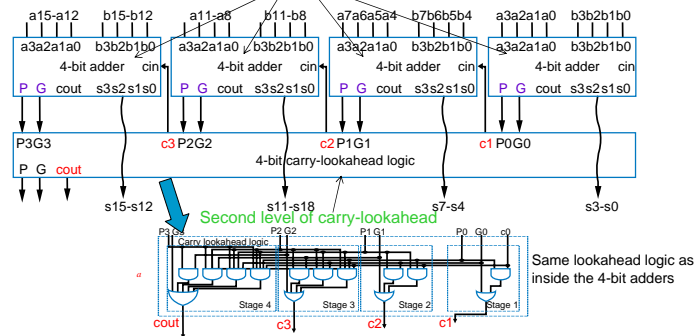 a15-a12 b15-b12 a11-a8 b11-b8 a7a6a5a4 b7b6b5b4 a3a2a1a0 b3b2b1b0
a3a2a1a0 b3b2b1b0 a3a2a1a0 b3b2b1b0 a3a2a1a0 b3b2b1b0 a3a2a1a0 b3b2b1b0
4-bit adder cin 4-bit adder cin 4-bit adder cin 4-bit adder cin
P G cout s3s2s1s0 P G cout s3s2s1s0 P G cout s3s2s1s0 P G cout s3s2s1s0
P3G3 c3 P2G2 c2 P1G1 c1 P0G0
4-bit carry-lookahead logic
P G cout
s15-s12 s11-s18 s7-s4 s3-s0
Second level of carry-lookahead
P3 G3 P2 G2 P1 G1 P0 G0 c0
Carry lookahead logic
Same lookahead logic as
inside the 4-bit adders
a
Stage 4 Stage 3 Stage 2 Stage 1
cout c3 c2 c1